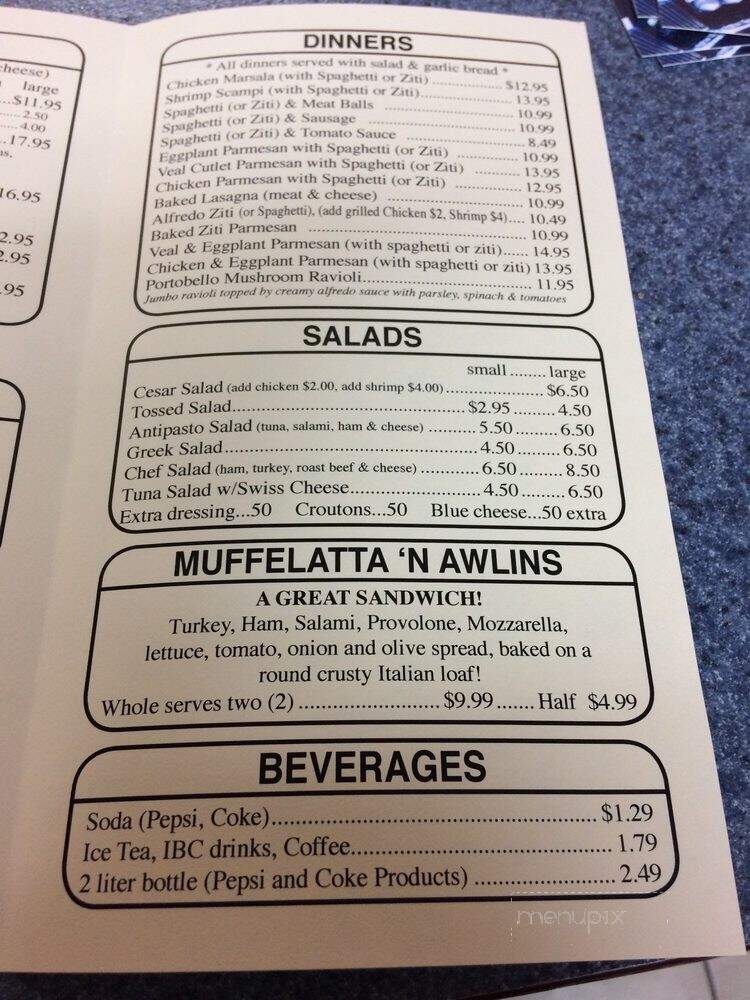 cheese)
large
...$11.95
...... 2.50
...... 4.00
..17.95
16.95
2.95
2.95
.95
DINNERS
* All dinners served with salad & garlic bread *
Chicken Marsala (with Spaghetti or Ziti) .................. $12.95
Shrimp Scampi (with Spaghetti or Ziti).................... 13.95
Spaghetti (or Ziti) & Meat Balls .............................. 10.99
Spaghetti (or Ziti) & Sausage ................................. 10.99
Spaghetti (or Ziti) & Tomato Sauce ........................ 8.49
Eggplant Parmesan with Spaghetti (or Ziti) .............. 10.99
Veal Cutlet Parmesan with Spaghetti (or Ziti) ........... 13.95
Chicken Parmesan with Spaghetti (or Ziti) ............... 12.95
Baked Lasagna (meat & cheese) ............................. 10.99
Alfredo Ziti (or Spaghetti), (add grilled Chicken $2, Shrimp $4).... 10.49
Baked Ziti Parmesan ............................................. 10.99
Veal & Eggplant Parmesan (with spaghetti or ziti)...... 14.95
Chicken & Eggplant Parmesan (with spaghetti or ziti) 13.95
Portobello Mushroom Ravioli.................................. 11.95
Jumbo ravioli topped by creamy alfredo sauce with parsley, spinach & tomatoes
SALADS
small ........ large
Cesar Salad (add chicken $2.00, add shrimp $4.00) .................... $6.50
Tossed Salad............................................... $2.95 ......... 4.50
Antipasto Salad (tuna, salami, ham & cheese) .......... 5.50 ......... 6.50
Greek Salad................................................. 4.50 ......... 6.50
Chef Salad (ham, turkey, roast beef & cheese) ............ 6.50 ......... 8.50
Tuna Salad w/Swiss Cheese.......................... 4.50 ......... 6.50
Extra dressing...50 Croutons...50 Blue cheese...50 extra
MUFFELATTA ‘N AWLINS
A GREAT SANDWICH!
Turkey, Ham, Salami, Provolone, Mozzarella,
lettuce, tomato, onion and olive spread, baked on a
round crusty Italian loaf!
Whole serves two (2) .......................... $9.99 ....... Half $4.99
BEVERAGES
Soda (Pepsi, Coke)............................................................ $1.29
Ice Tea, IBC drinks, Coffee................................................ 1.79
2 liter bottle (Pepsi and Coke Products) .......................... 2.49
menupix